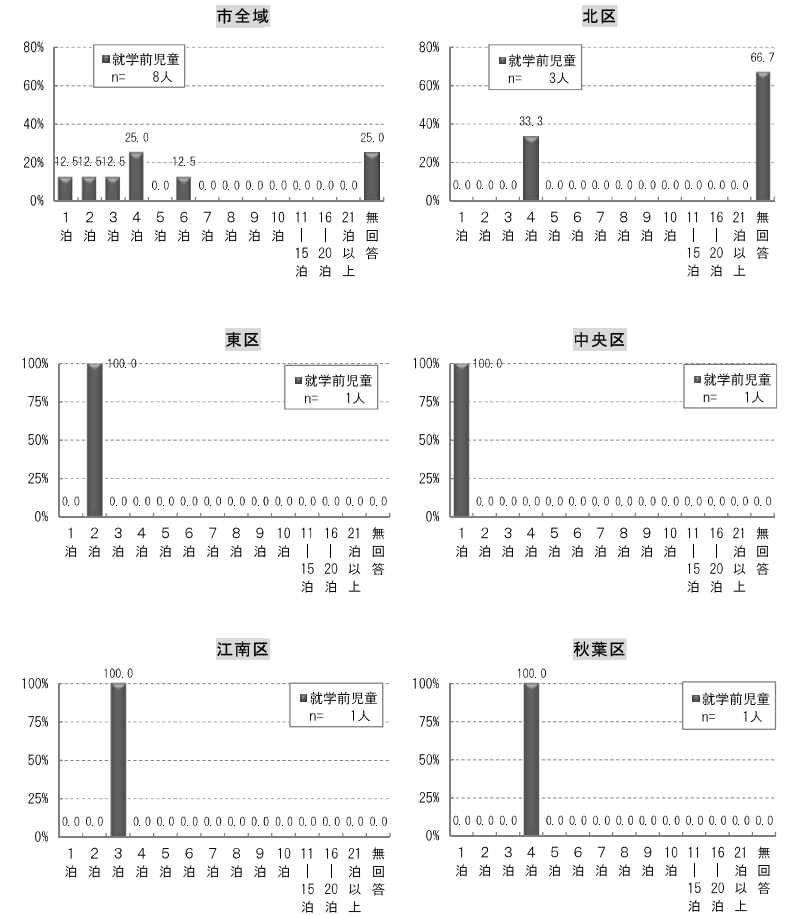 市全域
就学前児童
n= 8人
80%
60%
40%
20%
0%
12.5 12.5 12.5 25.0 0.0 12.5 0.0 0.0 0.0 0.0 0.0 0.0 0.0 25.0
1泊 2泊 3泊 4泊 5泊 6泊 7泊 8泊 9泊 10泊 11|15泊 16|20泊 21泊以上 無回答
北区
就学前児童
n= 3人
80%
60%
40%
20%
0%
0.0 0.0 0.0 33.3 0.0 0.0 0.0 0.0 0.0 0.0 0.0 0.0 0.0 66.7
1泊 2泊 3泊 4泊 5泊 6泊 7泊 8泊 9泊 10泊 11|15泊 16|20泊 21泊以上 無回答
東区
就学前児童
n= 1人
100%
75%
50%
25%
0%
0.0 100.0 0.0 0.0 0.0 0.0 0.0 0.0 0.0 0.0 0.0 0.0 0.0 0.0
1泊 2泊 3泊 4泊 5泊 6泊 7泊 8泊 9泊 10泊 11|15泊 16|20泊 21泊以上 無回答
中央区
就学前児童
n= 1人
100%
75%
50%
25%
0%
100.0 0.0 0.0 0.0 0.0 0.0 0.0 0.0 0.0 0.0 0.0 0.0 0.0 0.0
1泊 2泊 3泊 4泊 5泊 6泊 7泊 8泊 9泊 10泊 11|15泊 16|20泊 21泊以上 無回答
江南区
就学前児童
n= 1人
100%
75%
50%
25%
0%
0.0 0.0 100.0 0.0 0.0 0.0 0.0 0.0 0.0 0.0 0.0 0.0 0.0 0.0
1泊 2泊 3泊 4泊 5泊 6泊 7泊 8泊 9泊 10泊 11|15泊 16|20泊 21泊以上 無回答
秋葉区
就学前児童
n= 1人
100%
75%
50%
25%
0%
0.0 0.0 0.0 100.0 0.0 0.0 0.0 0.0 0.0 0.0 0.0 0.0 0.0 0.0
1泊 2泊 3泊 4泊 5泊 6泊 7泊 8泊 9泊 10泊 11|15泊 16|20泊 21泊以上 無回答